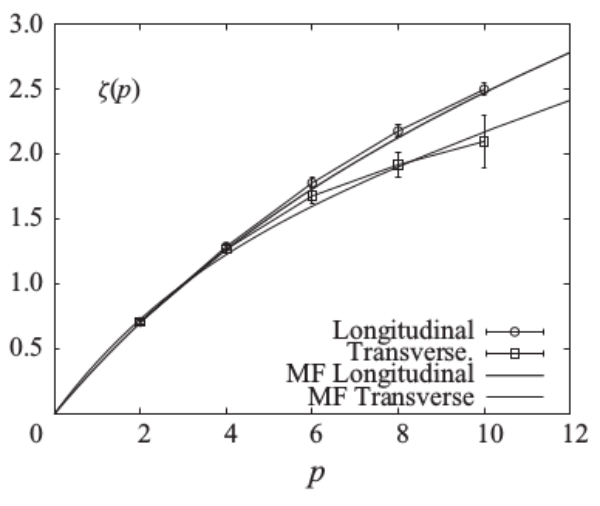 3.0
ζ(p)
2.5
2.0
1.5
1.0
Longitudinal
Transverse.
0.5
MF Longitudinal
MF Transverse
0 2 4 6 8 10 12
p